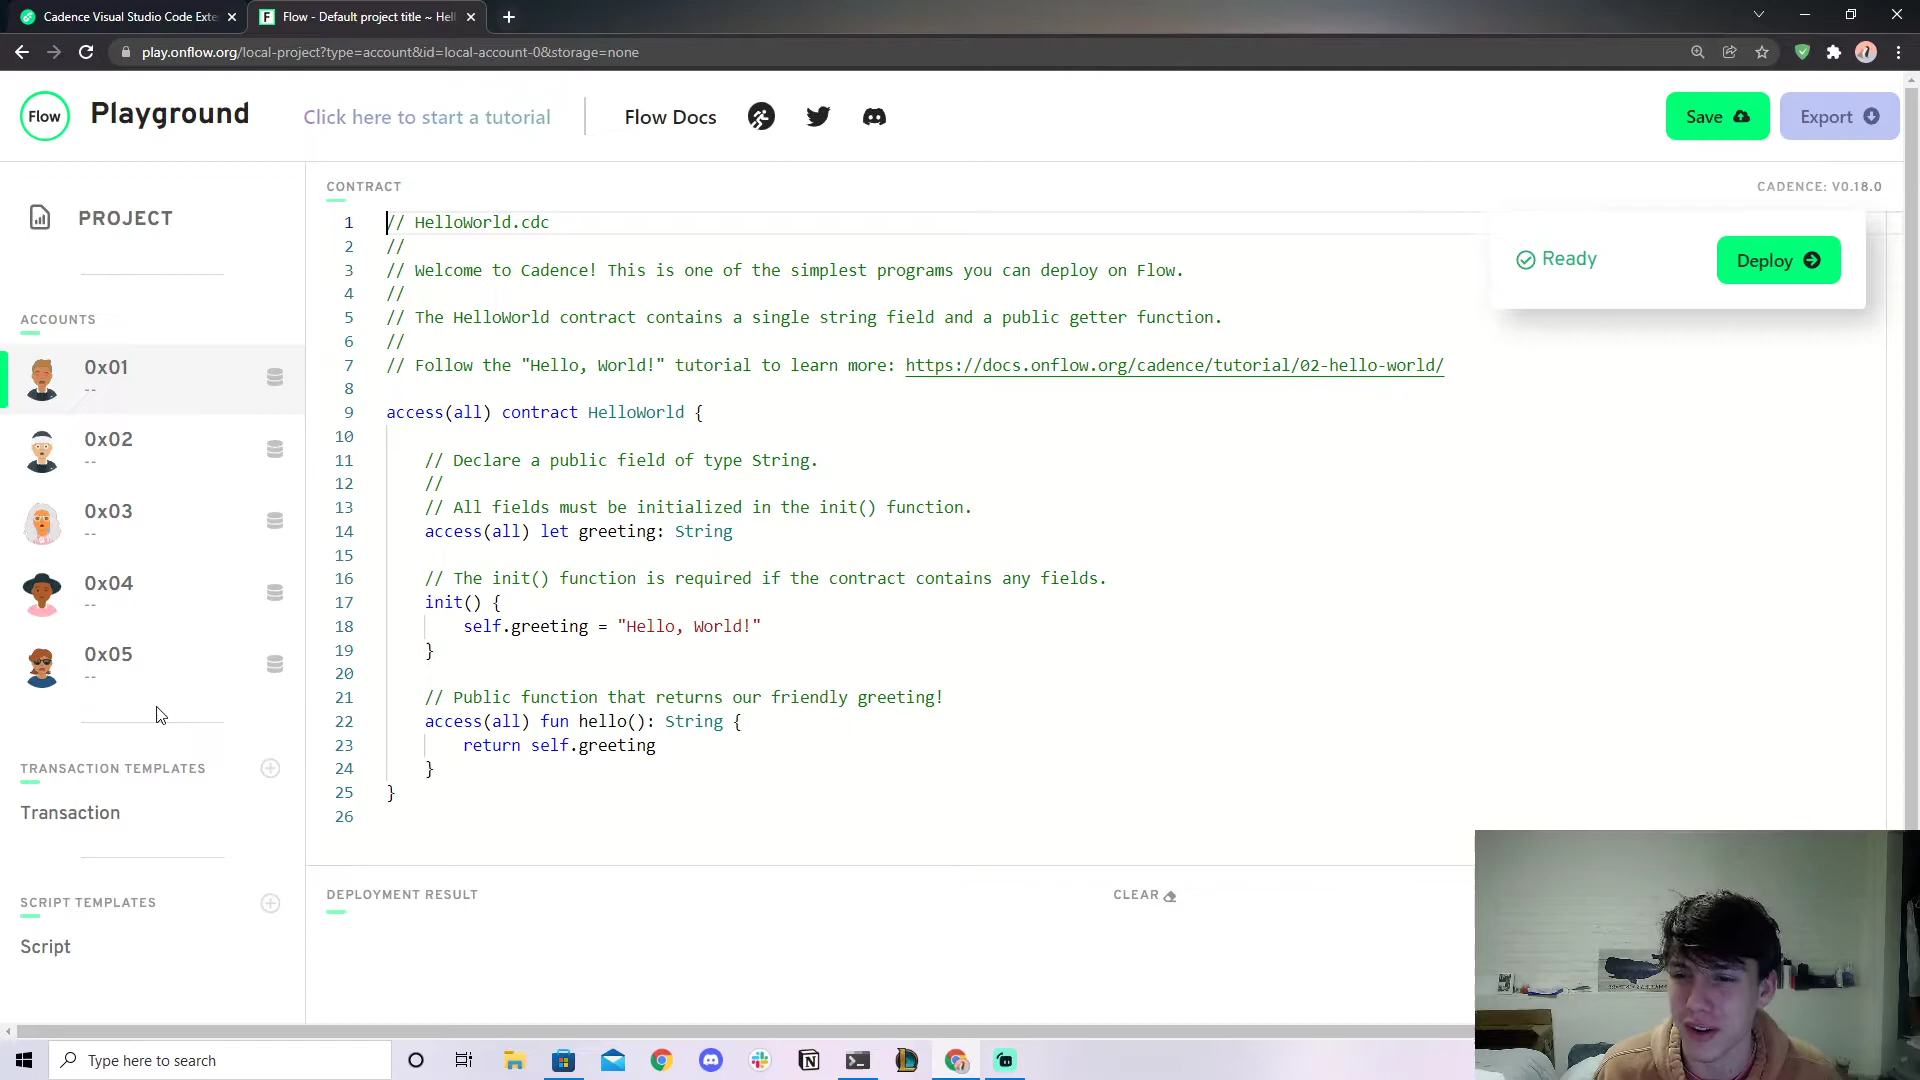 Cadence Visual Studio Code Exte
Flow - Default project title ~ Hell
play.onflow.org/local-project?type=account&id=local-account-0&storage=none
Flow
Playground
Click here to start a tutorial
Flow Docs
Save
Export
PROJECT
CONTRACT
CADENCE: V0.18.0
Ready
Deploy
ACCOUNTS
0x01
--
0x02
--
0x03
--
0x04
--
0x05
--
TRANSACTION TEMPLATES
Transaction
SCRIPT TEMPLATES
Script
1 // HelloWorld.cdc
2 //
3 // Welcome to Cadence! This is one of the simplest programs you can deploy on Flow.
4 //
5 // The HelloWorld contract contains a single string field and a public getter function.
6 //
7 // Follow the "Hello, World!" tutorial to learn more: https://docs.onflow.org/cadence/tutorial/02-hello-world/
8
9 access(all) contract HelloWorld {
10
11 // Declare a public field of type String.
12 //
13 // All fields must be initialized in the init() function.
14 access(all) let greeting: String
15
16 // The init() function is required if the contract contains any fields.
17 init() {
18 self.greeting = "Hello, World!"
19 }
20
21 // Public function that returns our friendly greeting!
22 access(all) fun hello(): String {
23 return self.greeting
24 }
25 }
26
DEPLOYMENT RESULT
CLEAR
Type here to search